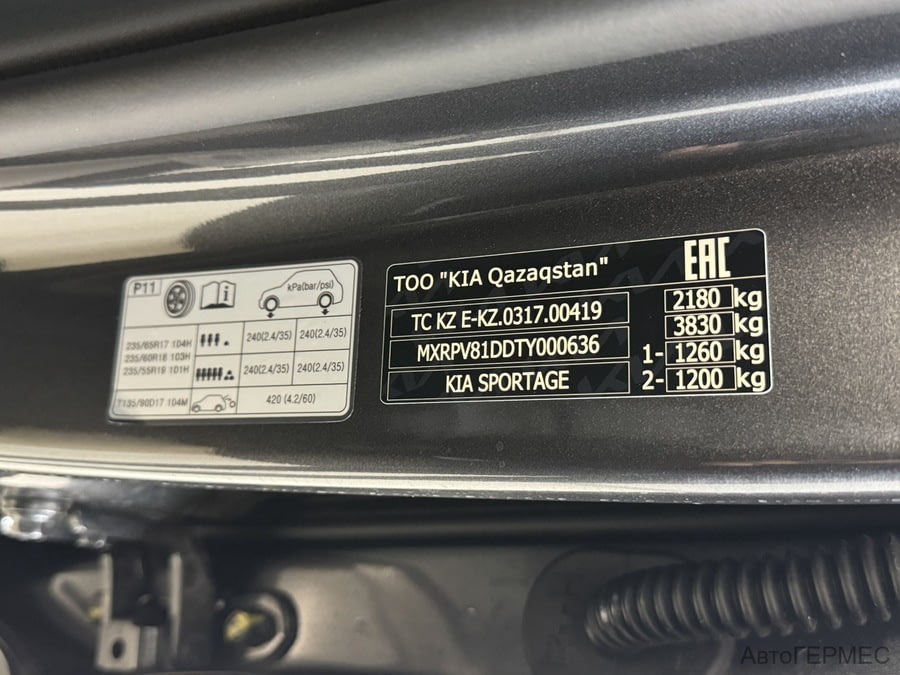 P11
i
kPa(bar/psi)
235/65R17 104H
235/60R18 103H
235/55R19 101H
240(2.4/35) 240(2.4/35)
240(2.4/35) 240(2.4/35)
T135/90D17 104M
420 (4.2/60)
ТОО "KIA Qazaqstan"
EAC
TC KZ E-KZ.0317.00419
2180 kg
3830 kg
MXRPV81DDTY000636
1- 1260 kg
KIA SPORTAGE
2- 1200 kg
АвтоГЕРМЕС